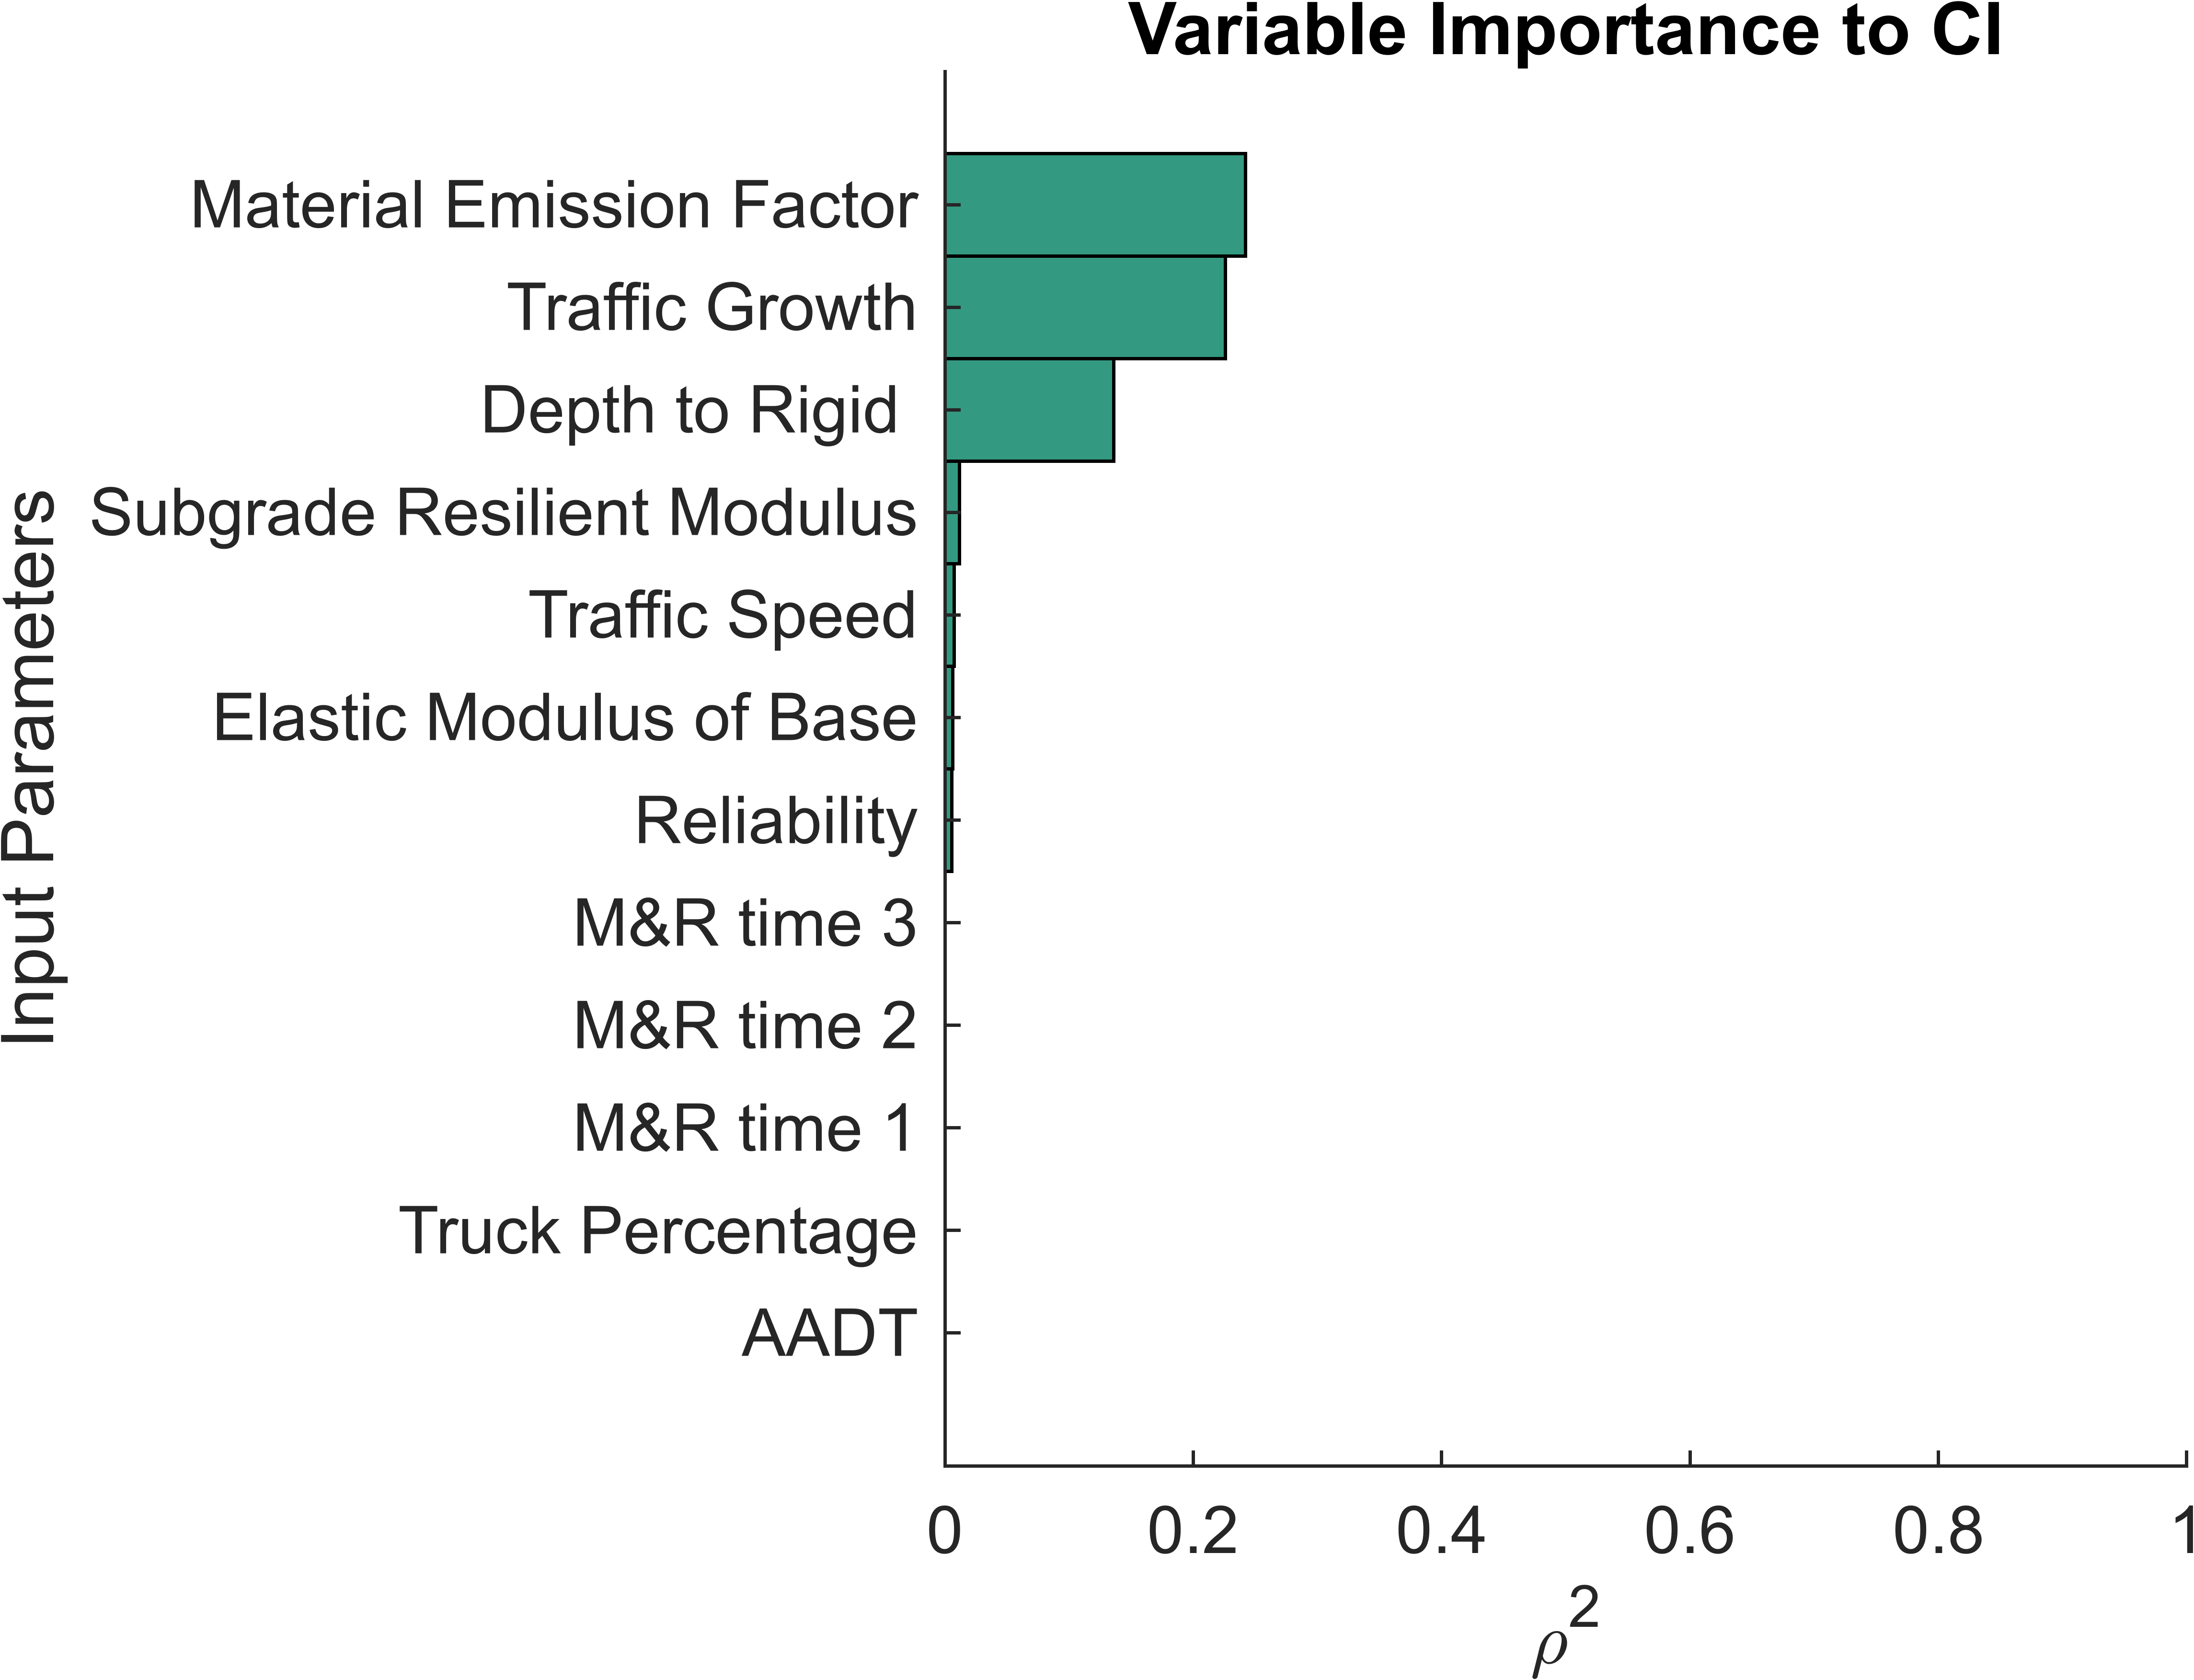 Variable Importance to CI
Input Parameters
Material Emission Factor
Traffic Growth
Depth to Rigid
Subgrade Resilient Modulus
Traffic Speed
Elastic Modulus of Base
Reliability
M&R time 3
M&R time 2
M&R time 1
Truck Percentage
AADT
0 0.2 0.4 0.6 0.8 1
ρ²